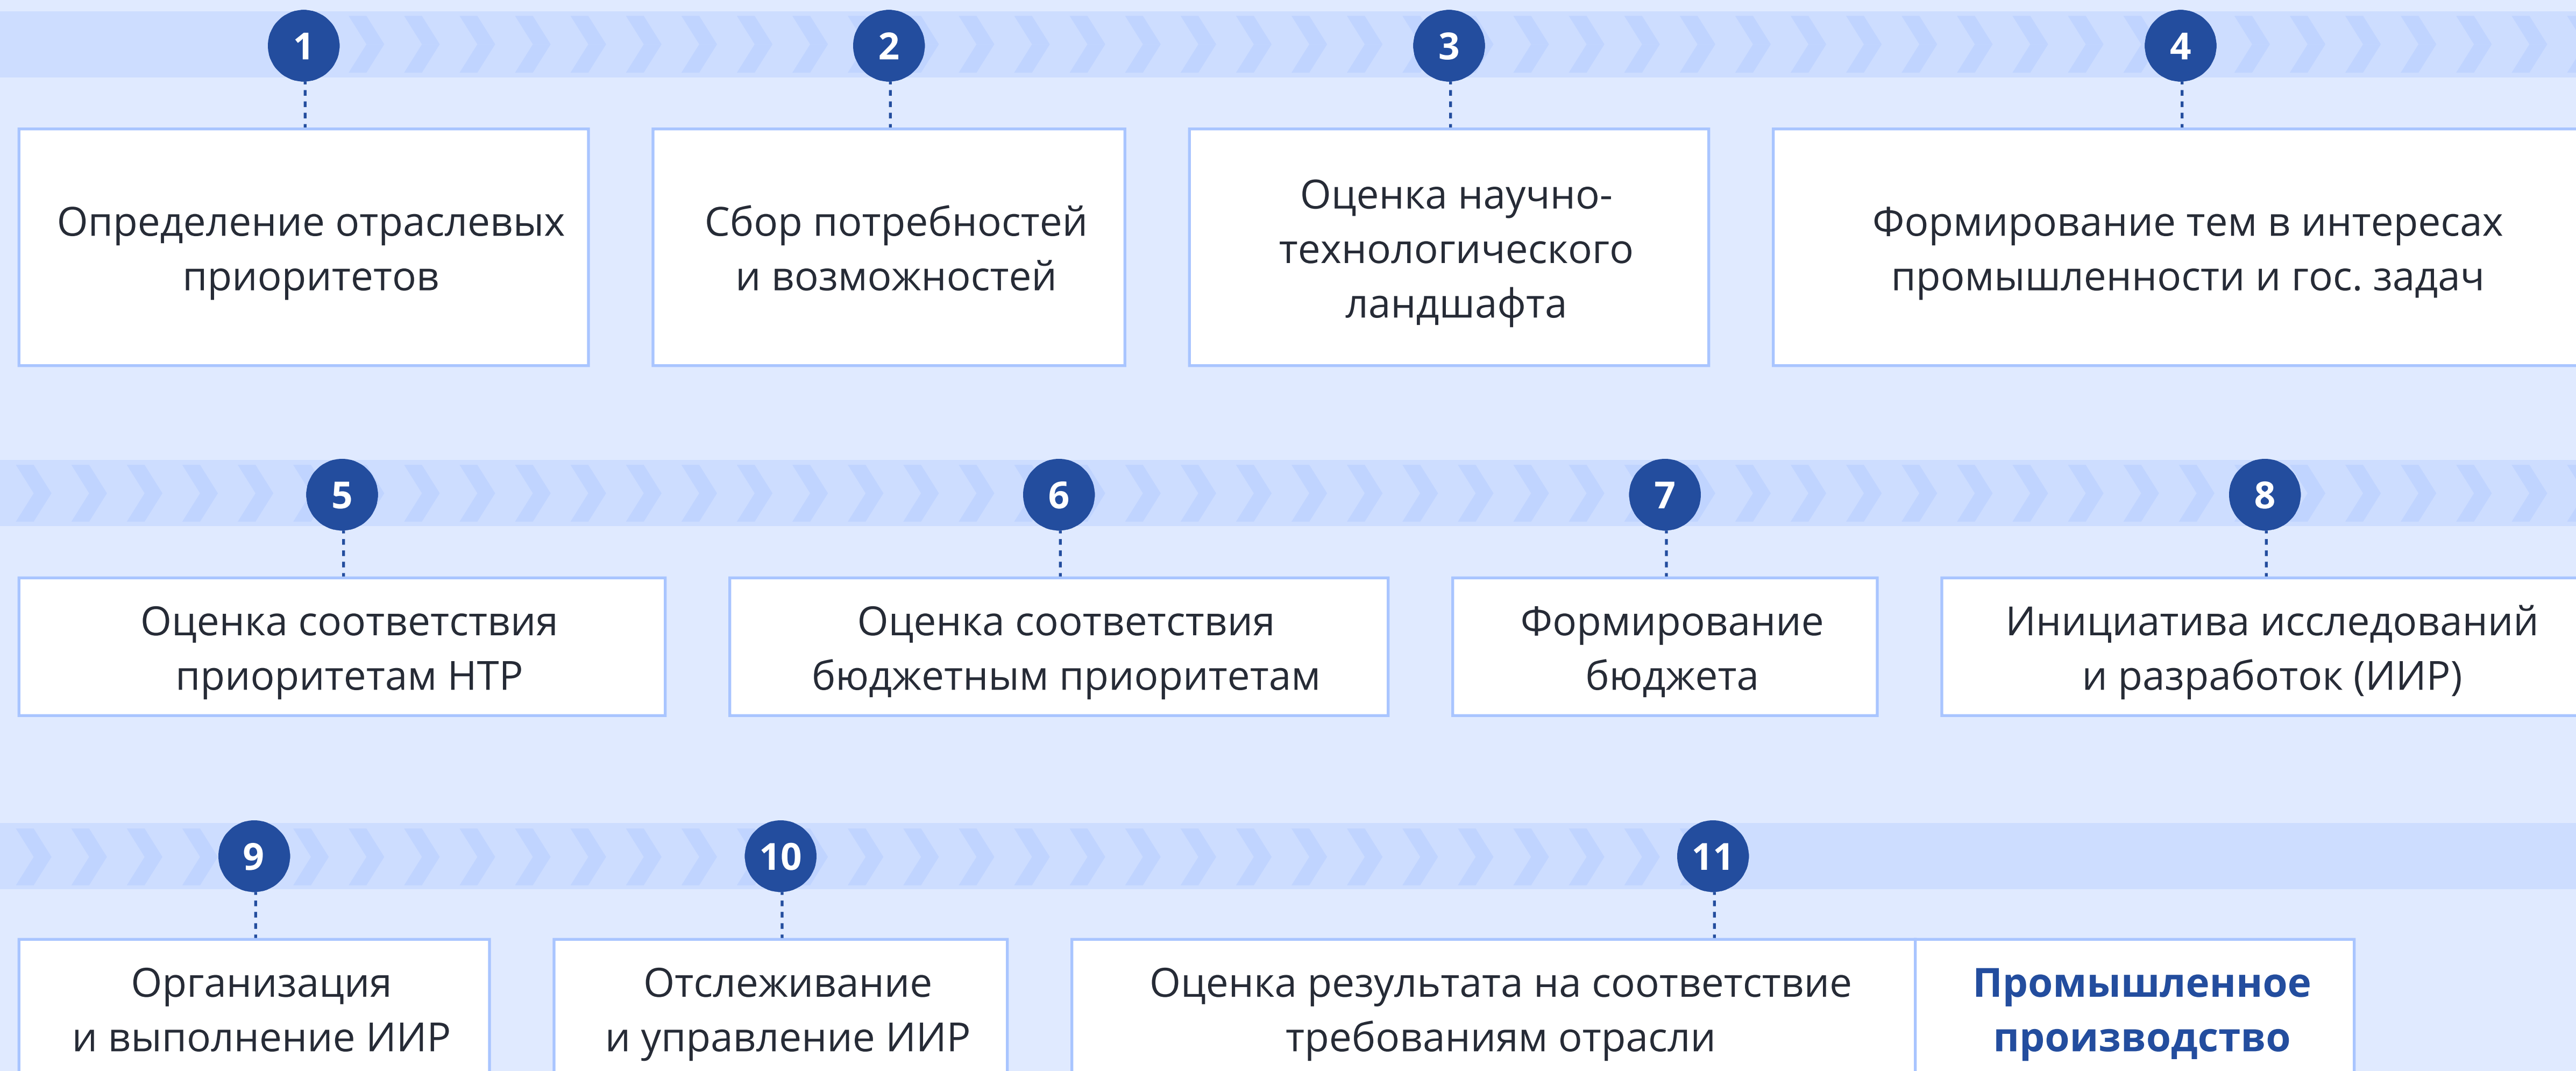 1
2
3
4
Определение отраслевых
приоритетов
Сбор потребностей
и возможностей
Оценка научно-
технологического
ландшафта
Формирование тем в интересах
промышленности и гос. задач
5
6
7
8
Оценка соответствия
приоритетам НТР
Оценка соответствия
бюджетным приоритетам
Формирование
бюджета
Инициатива исследований
и разработок (ИИР)
9
10
11
Организация
и выполнение ИИР
Отслеживание
и управление ИИР
Оценка результата на соответствие
требованиям отрасли
Промышленное
производство